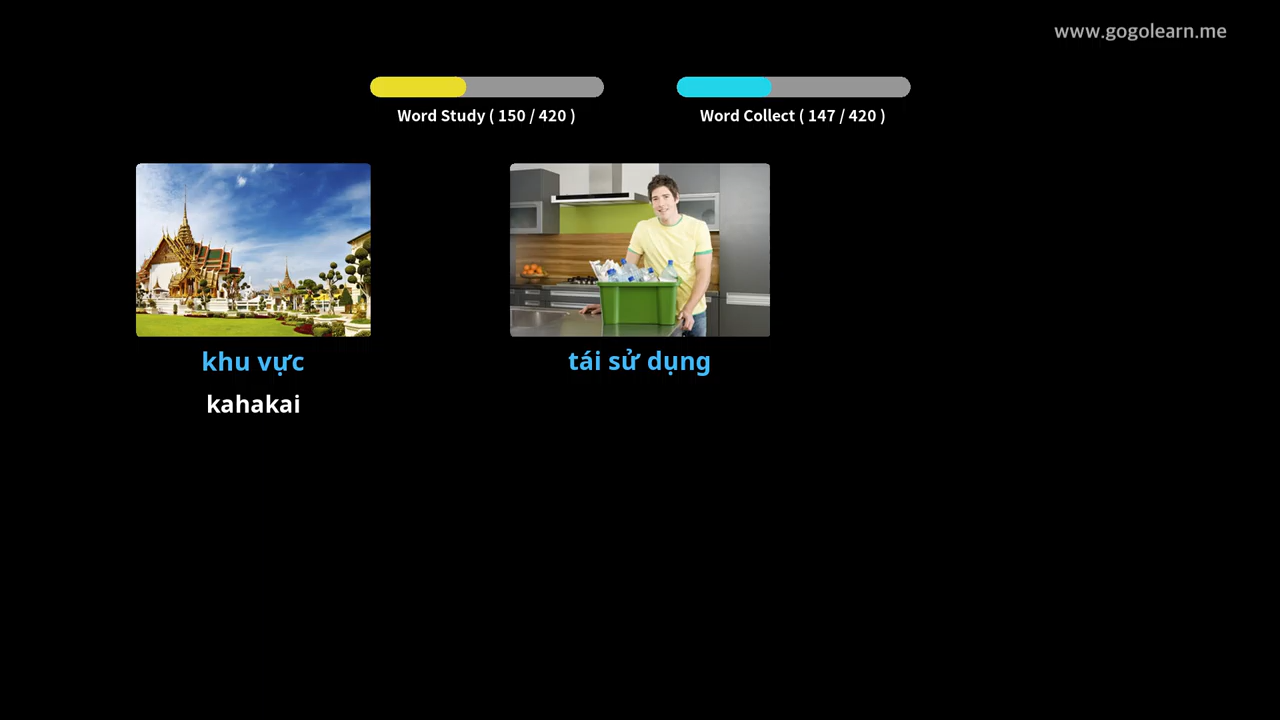 www.gogolearn.me
Word Study ( 150 / 420 )
Word Collect ( 147 / 420 )
khu vực
kahakai
tái sử dụng